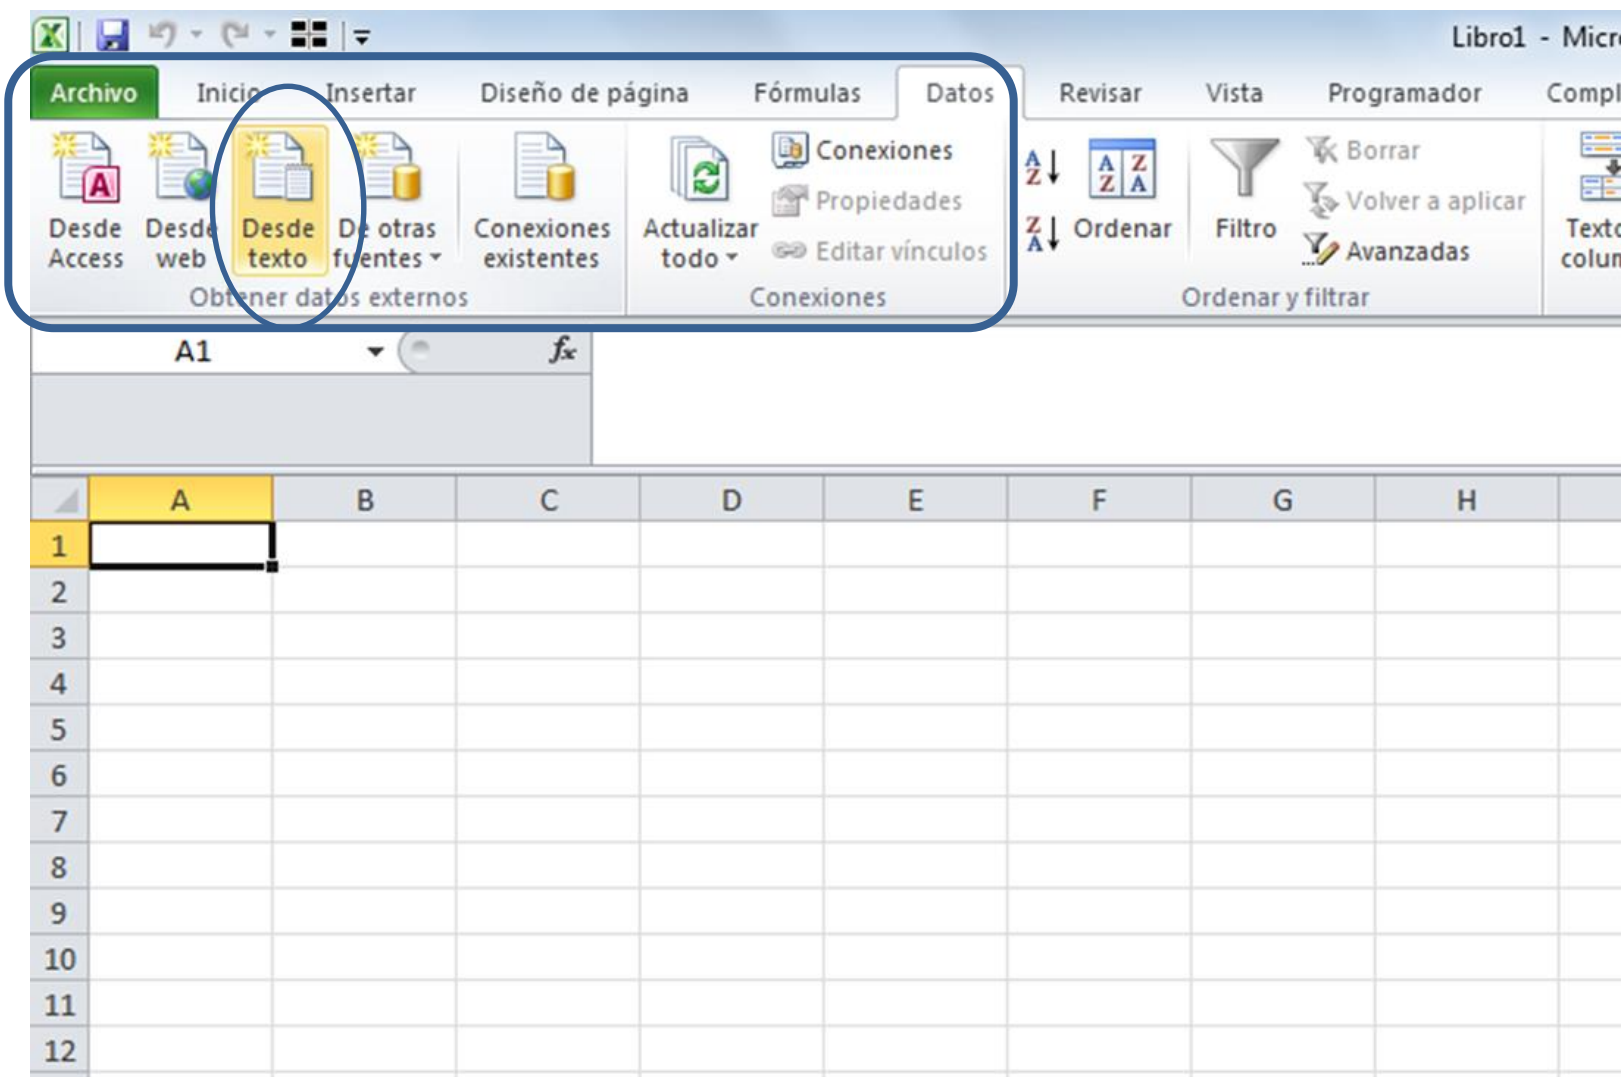 Libro1 - Micro
Archivo Inicio Insertar Diseño de página Fórmulas Datos Revisar Vista Programador Compl
Desde Access
Desde web
Desde texto
De otras fuentes
Conexiones existentes
Obtener datos externos
Actualizar todo
Conexiones
Propiedades
Editar vínculos
Conexiones
Ordenar
Filtro
Borrar
Volver a aplicar
Avanzadas
Ordenar y filtrar
Texto
colum
A1 fx
A B C D E F G H
1
2
3
4
5
6
7
8
9
10
11
12